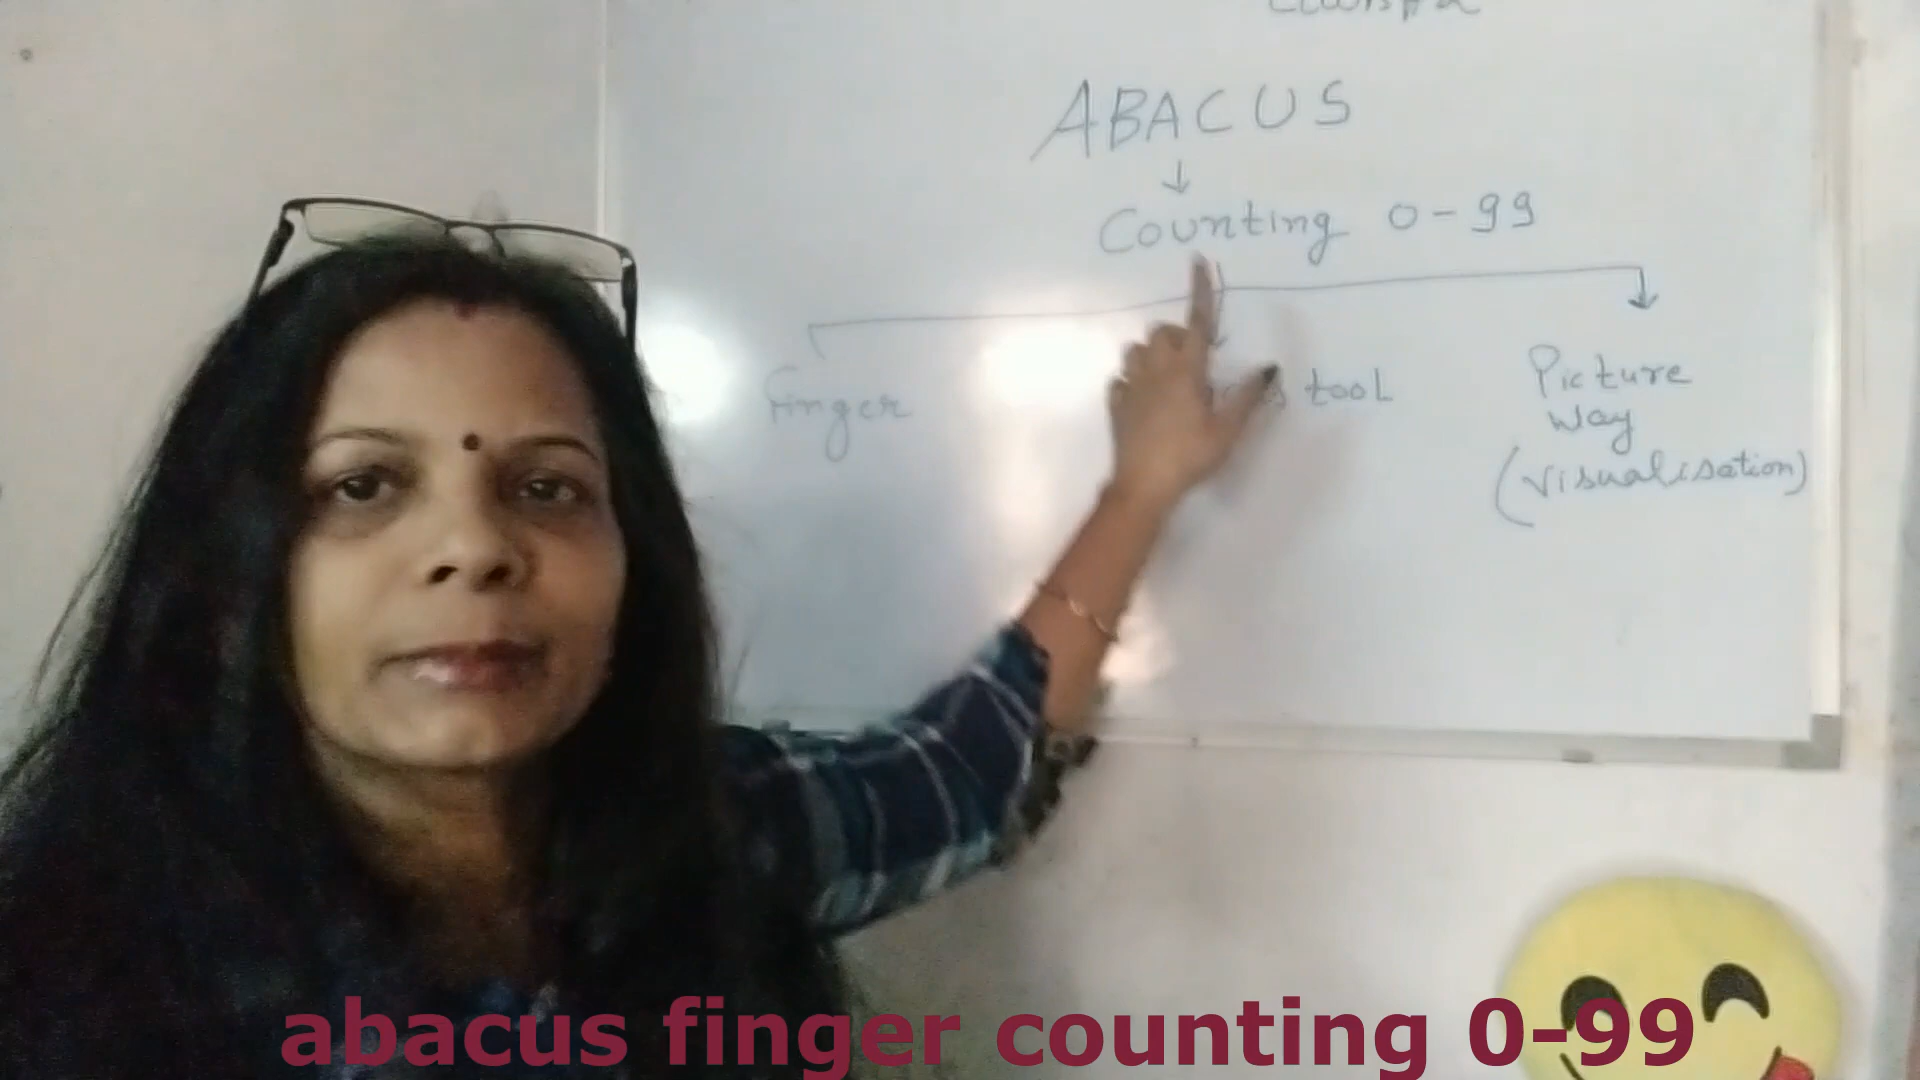 ABACUS
Counting 0-99
Finger
tool
Picture
Way
(Visualisation)
abacus finger counting 0-99